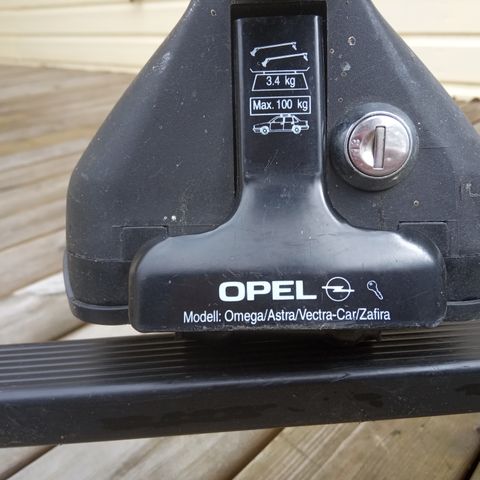 3.4 kg
Max. 100 kg
OPEL
Modell: Omega/Astra/Vectra-Car/Zafira